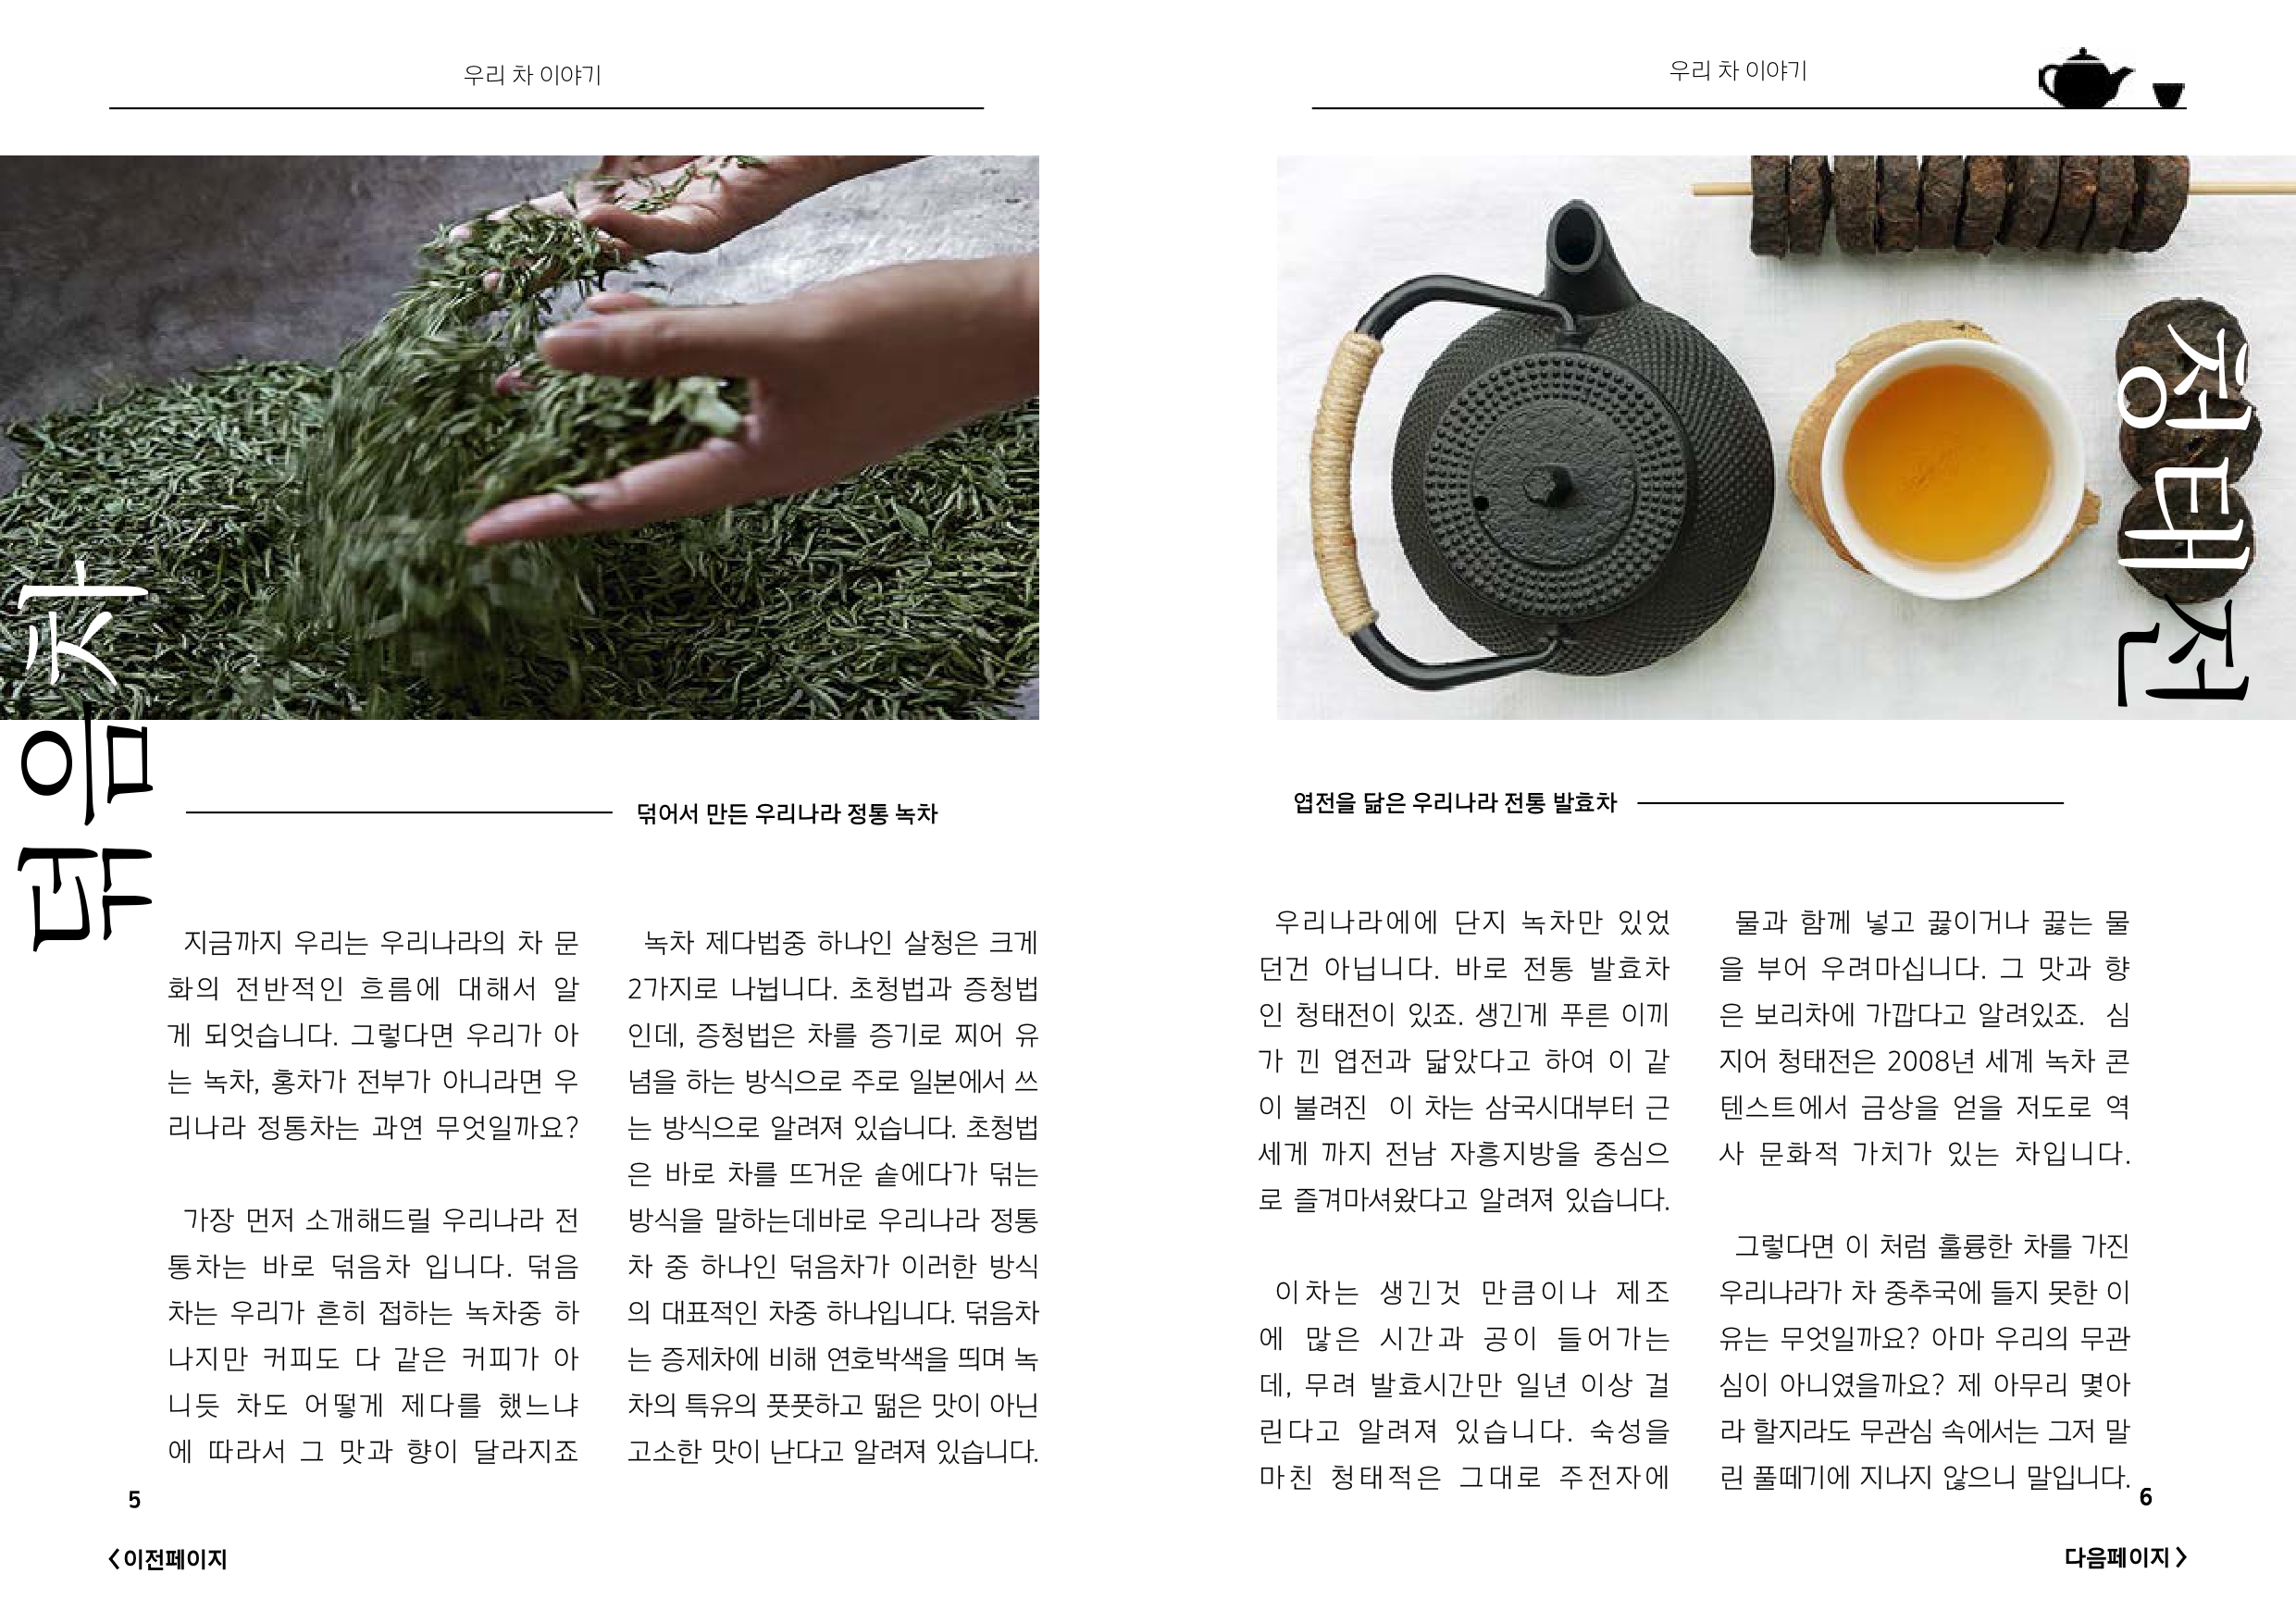 우리 차 이야기
덖음차
덖어서 만든 우리나라 정통 녹차
지금까지 우리는 우리나라의 차 문
화의 전반적인 흐름에 대해서 알
게 되엇습니다. 그렇다면 우리가 아
는 녹차, 홍차가 전부가 아니라면 우
리나라 정통차는 과연 무엇일까요?
가장 먼저 소개해드릴 우리나라 전
통차는 바로 덖음차 입니다. 덖음
차는 우리가 흔히 접하는 녹차중 하
나지만 커피도 다 같은 커피가 아
니듯 차도 어떻게 제다를 했느냐
에 따라서 그 맛과 향이 달라지죠
녹차 제다법중 하나인 살청은 크게
2가지로 나뉩니다. 초청법과 증청법
인데, 증청법은 차를 증기로 찌어 유
념을 하는 방식으로 주로 일본에서 쓰
는 방식으로 알려져 있습니다. 초청법
은 바로 차를 뜨거운 솥에다가 덖는
방식을 말하는데바로 우리나라 정통
차 중 하나인 덖음차가 이러한 방식
의 대표적인 차중 하나입니다. 덖음차
는 증제차에 비해 연호박색을 띄며 녹
차의 특유의 풋풋하고 떫은 맛이 아닌
고소한 맛이 난다고 알려져 있습니다.
5
<이전페이지
우리 차 이야기
청태전
엽전을 닮은 우리나라 전통 발효차
우리나라에에 단지 녹차만 있었
던건 아닙니다. 바로 전통 발효차
인 청태전이 있죠. 생긴게 푸른 이끼
가 낀 엽전과 닯았다고 하여 이 같
이 불려진 이 차는 삼국시대부터 근
세게 까지 전남 자흥지방을 중심으
로 즐겨마셔왔다고 알려져 있습니다.
이차는 생긴것 만큼이나 제조
에 많은 시간과 공이 들어가는
데, 무려 발효시간만 일년 이상 걸
린다고 알려져 있습니다. 숙성을
마친 청태적은 그대로 주전자에
물과 함께 넣고 끓이거나 끓는 물
을 부어 우려마십니다. 그 맛과 향
은 보리차에 가깝다고 알려있죠. 심
지어 청태전은 2008년 세계 녹차 콘
텐스트에서 금상을 얻을 저도로 역
사 문화적 가치가 있는 차입니다.
그렇다면 이 처럼 훌륭한 차를 가진
우리나라가 차 중추국에 들지 못한 이
유는 무엇일까요? 아마 우리의 무관
심이 아니였을까요? 제 아무리 몇아
라 할지라도 무관심 속에서는 그저 말
린 풀떼기에 지나지 않으니 말입니다.
6
다음페이지>